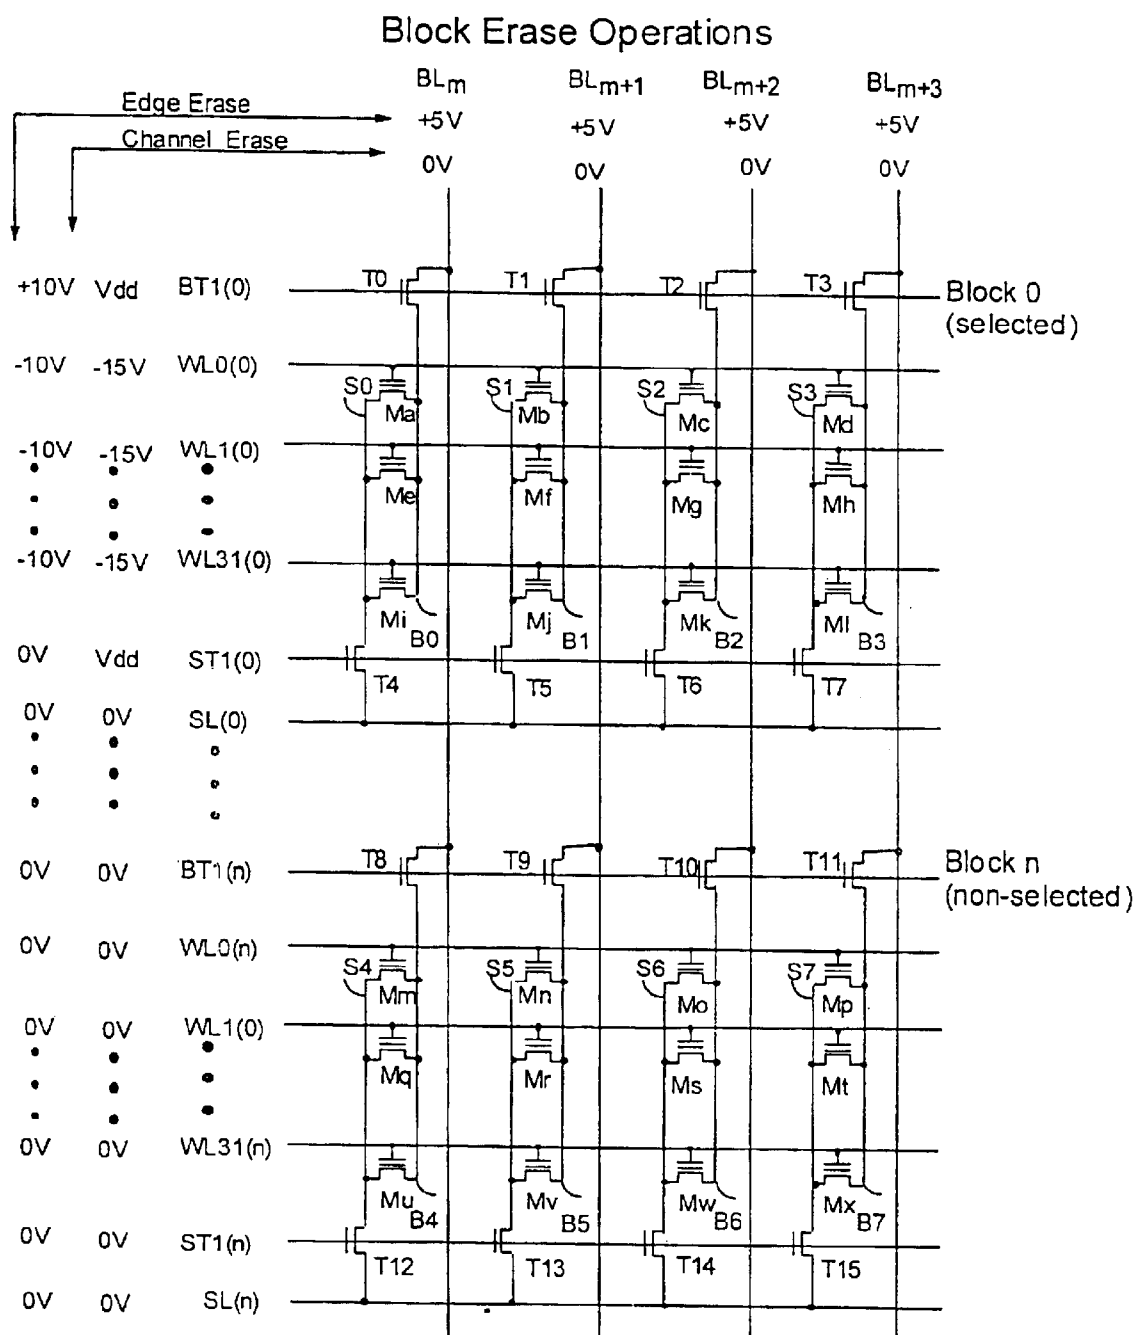 Block Erase Operations
BLm BLm+1 BLm+2 BLm+3
Edge Erase +5V +5V +5V +5V
Channel Erase 0V 0V 0V 0V
+10V Vdd BT1(0) T0 T1 T2 T3 Block 0
(selected)
-10V -15V WL0(0)
S0 S1 S2 S3
Ma Mb Mc Md
-10V -15V WL1(0)
Me Mf Mg Mh
-10V -15V WL31(0)
Mi Mj Mk Ml
B0 B1 B2 B3
0V Vdd ST1(0)
T4 T5 T6 T7
0V 0V SL(0)
T8 T9 T10 T11 Block n
0V 0V BT1(n) (non-selected)
0V 0V WL0(n)
S4 S5 S6 S7
Mm Mn Mo Mp
0V 0V WL1(0)
Mq Mr Ms Mt
0V 0V WL31(n)
Mu Mv Mw Mx
B4 B5 B6 B7
0V 0V ST1(n)
T12 T13 T14 T15
0V 0V SL(n)